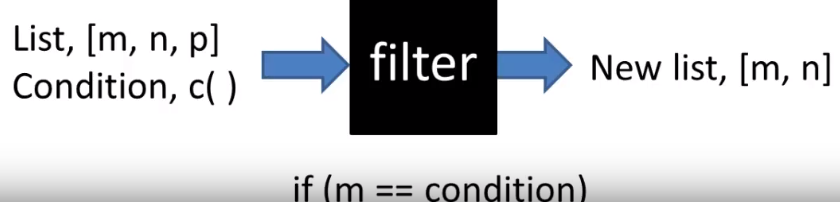 List, [m, n, p]
Condition, c( )
filter
New list, [m, n]
if (m == condition)